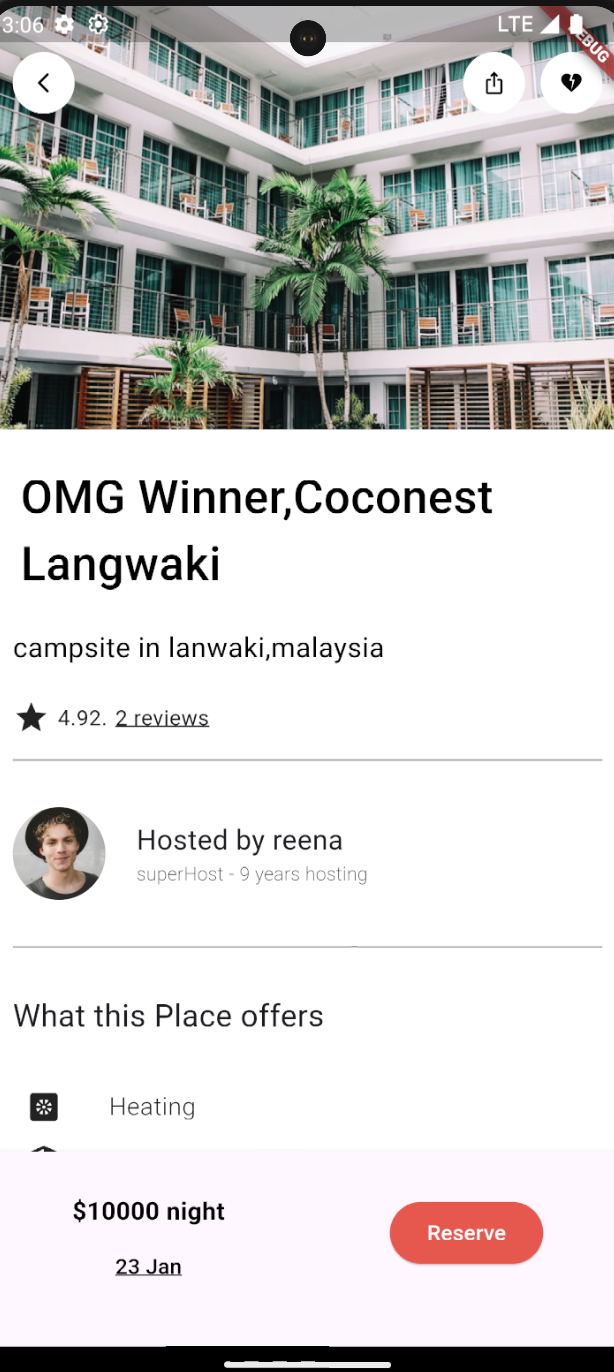 3:06 LTE
EBUG
OMG Winner,Coconest
Langwaki
campsite in lanwaki,malaysia
4.92. 2 reviews
Hosted by reena
superHost - 9 years hosting
What this Place offers
Heating
$10000 night
Reserve
23 Jan